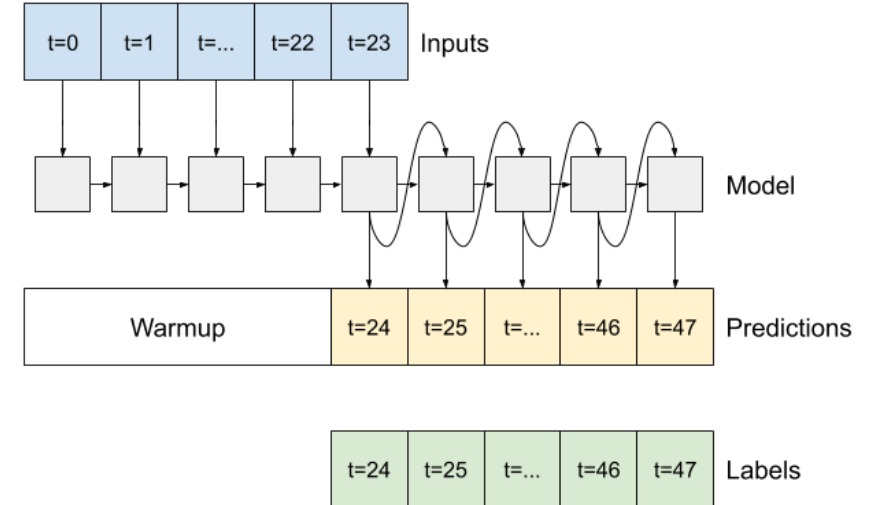 t=0 t=1 t=... t=22 t=23 Inputs
Model
Warmup t=24 t=25 t=... t=46 t=47 Predictions
t=24 t=25 t=... t=46 t=47 Labels